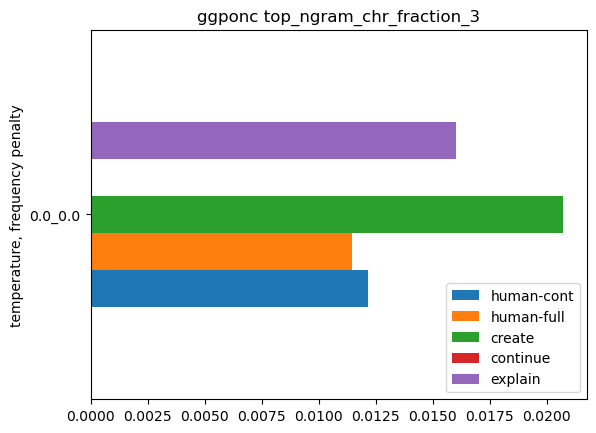 ggponc top_ngram_chr_fraction_3
temperature, frequency penalty
0.0_0.0
human-cont
human-full
create
continue
explain
0.0000 0.0025 0.0050 0.0075 0.0100 0.0125 0.0150 0.0175 0.0200